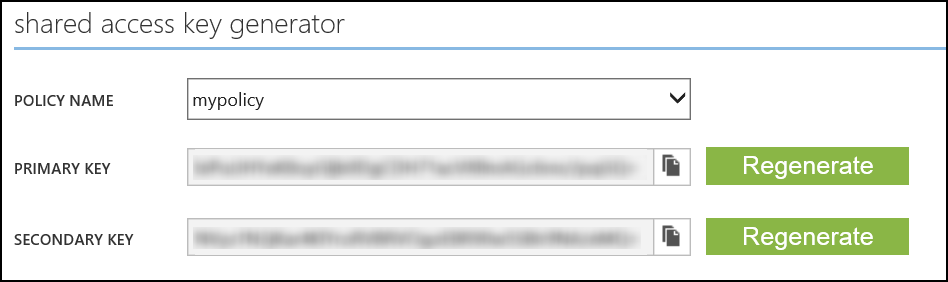 shared access key generator
POLICY NAME
mypolicy
PRIMARY KEY
Regenerate
SECONDARY KEY
Regenerate